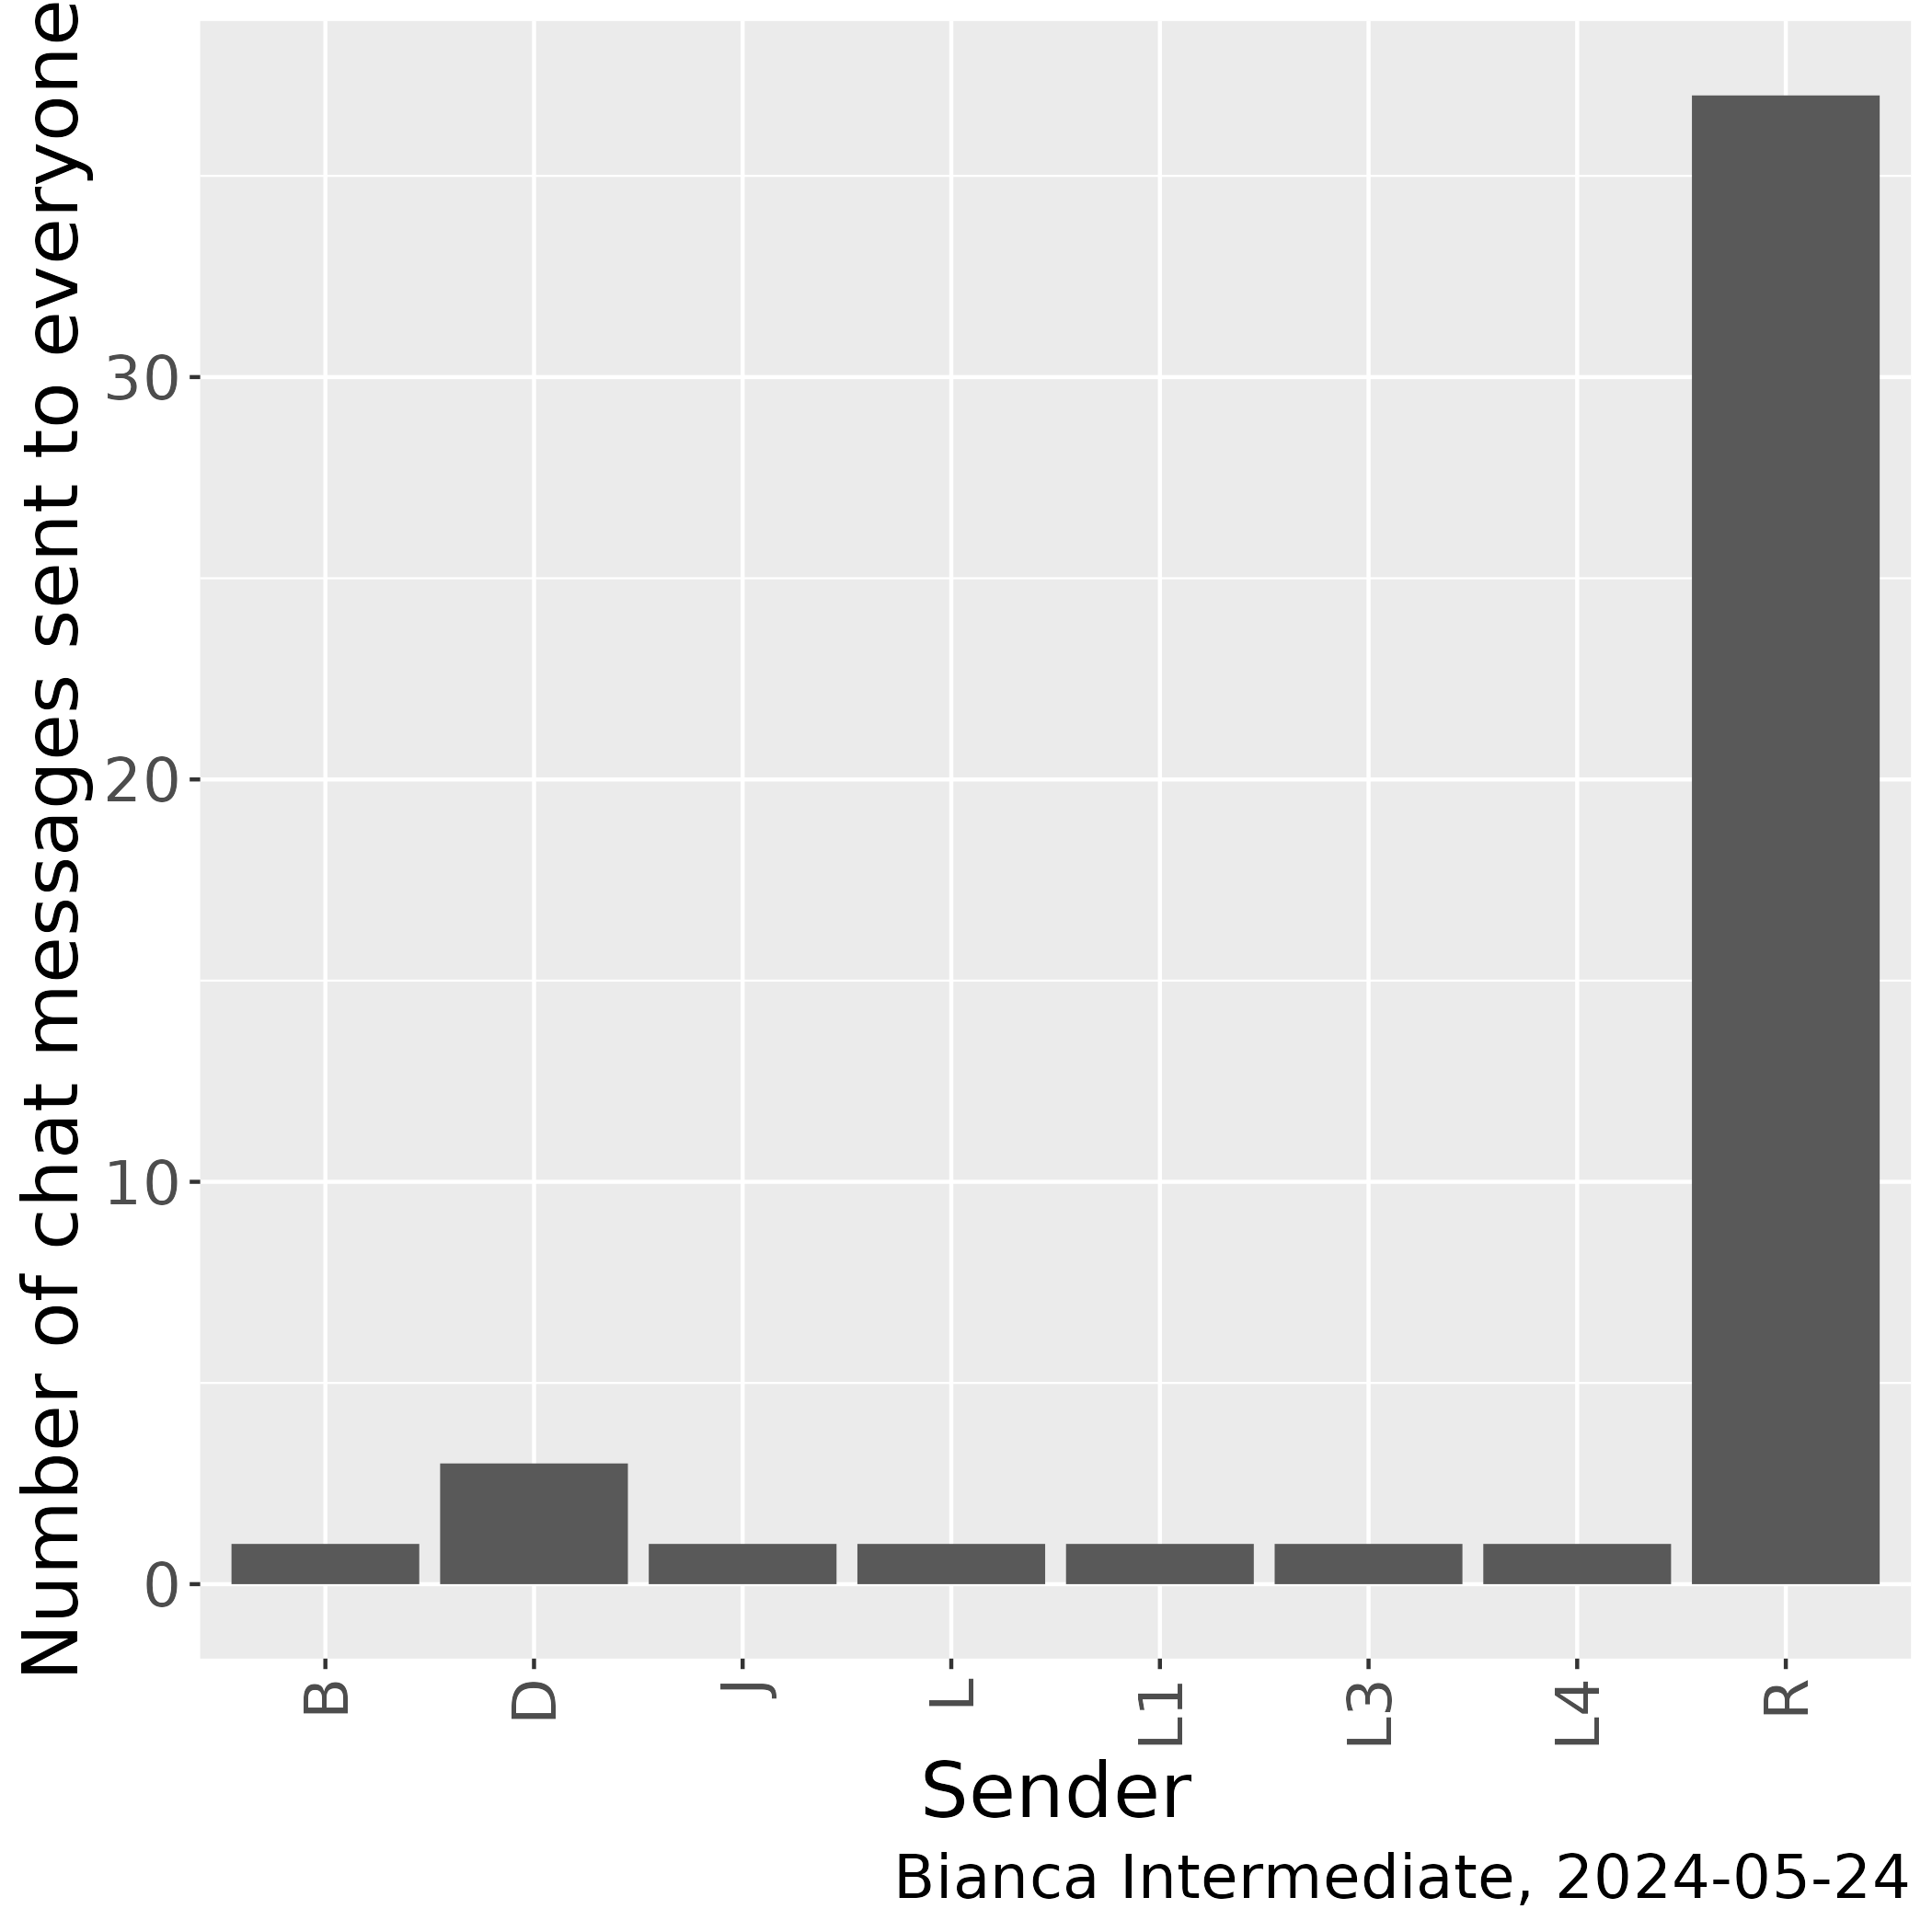 Number of chat messages sent to everyone
30
20
10
0
B
D
J
L
L1
L3
L4
R
Sender
Bianca Intermediate, 2024-05-24